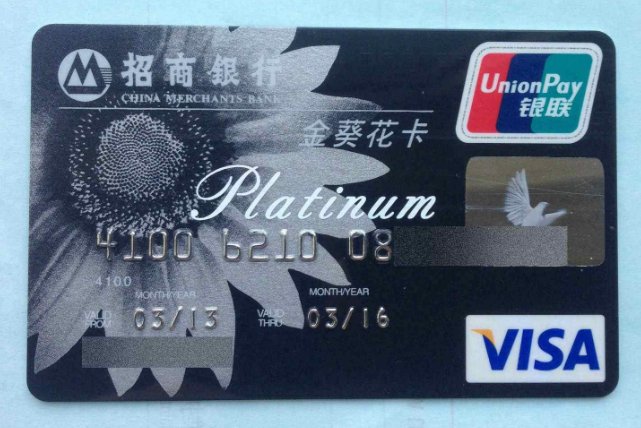 招商银行
CHINA MERCHANTS BANK
UnionPay
银联
金葵花卡
Platinum
4100 6210 08
4100
MONTH/YEAR MONTH/YEAR
VALID FROM 03/13 VALID THRU 03/16
VISA